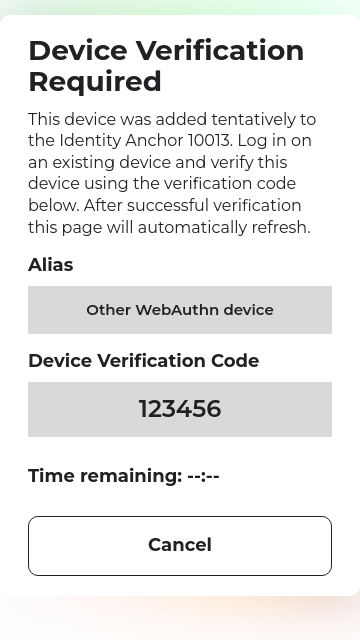 Device Verification
Required
This device was added tentatively to
the Identity Anchor 10013. Log in on
an existing device and verify this
device using the verification code
below. After successful verification
this page will automatically refresh.
Alias
Other WebAuthn device
Device Verification Code
123456
Time remaining: --:--
Cancel